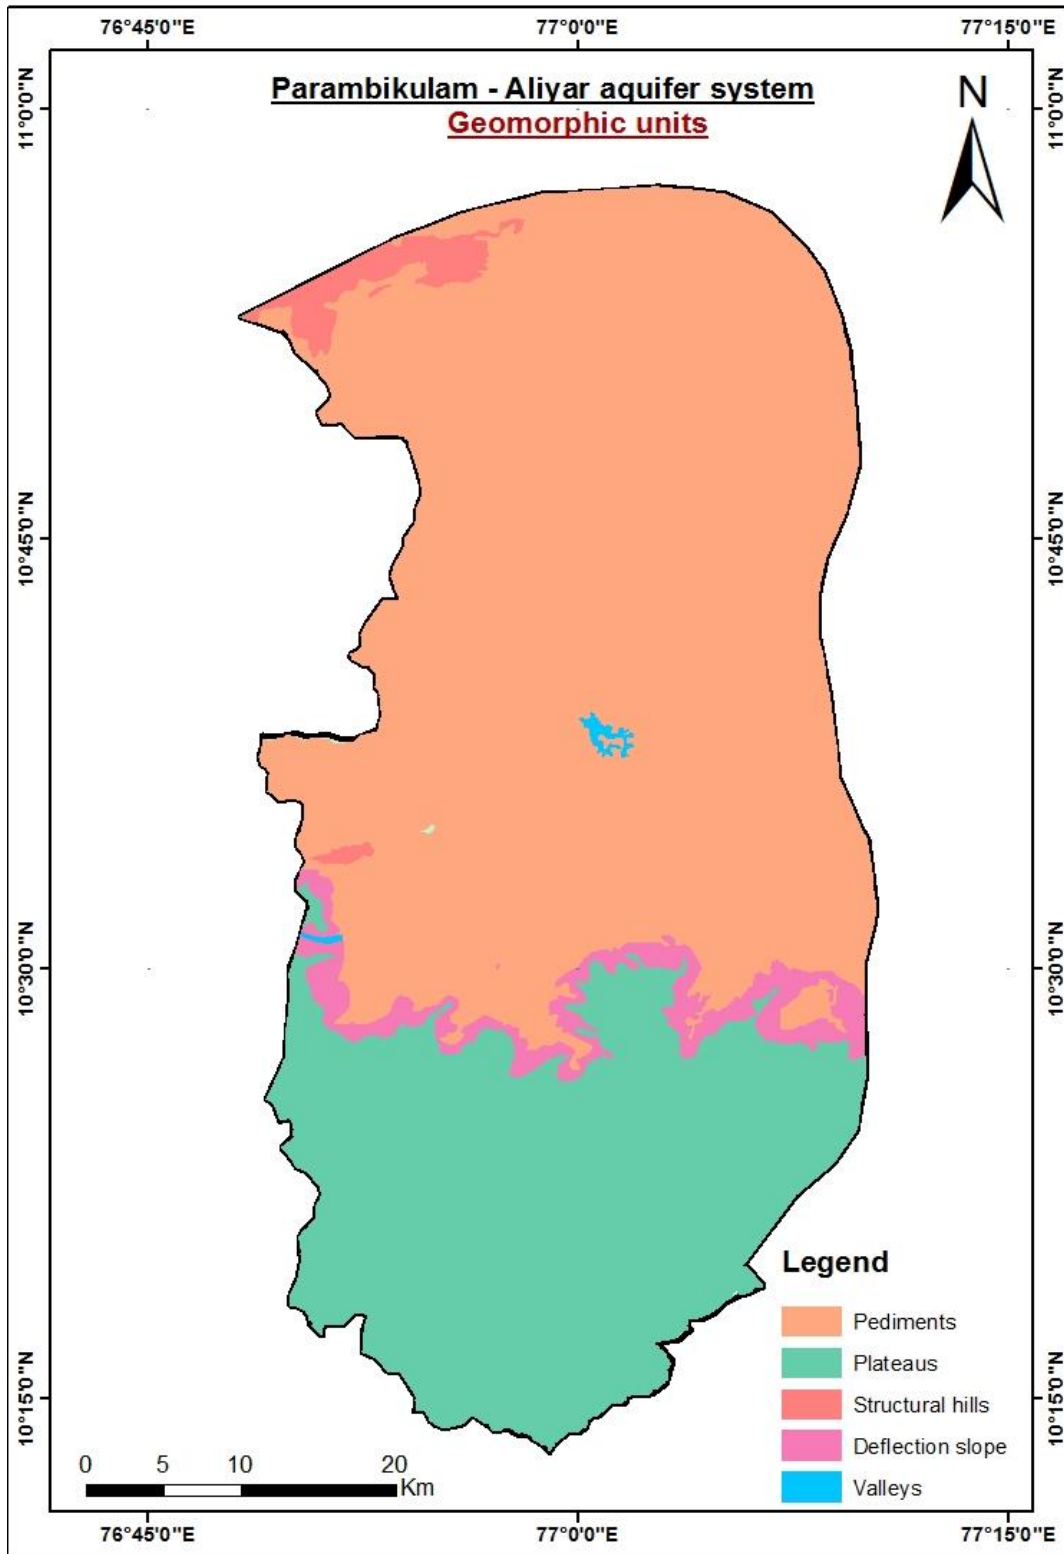 76°45'0"E 77°0'0"E 77°15'0"E
Parambikulam - Aliyar aquifer system
Geomorphic units
N
11°0'0"N 11°0'0"N
10°45'0"N 10°45'0"N
10°30'0"N 10°30'0"N
10°15'0"N 10°15'0"N
Legend
Pediments
Plateaus
Structural hills
Deflection slope
Valleys
0 5 10 20
Km
76°45'0"E 77°0'0"E 77°15'0"E